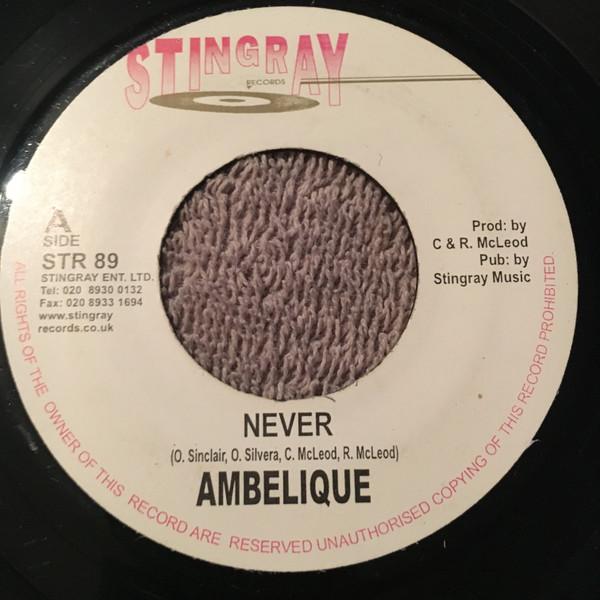 STINGRAY
RECORDS
A
SIDE
STR 89
STINGRAY ENT. LTD.
Tel: 020 8930 0132
Fax: 020 8933 1694
www.stingray
records.co.uk
Prod: by
C & R. McLeod
Pub: by
Stingray Music
NEVER
(O. Sinclair, O. Silvera, C. McLeod, R. McLeod)
AMBELIQUE
ALL RIGHTS OF THE OWNER OF THIS RECORD ARE RESERVED UNAUTHORISED COPYING OF THIS RECORD PROHIBITED.